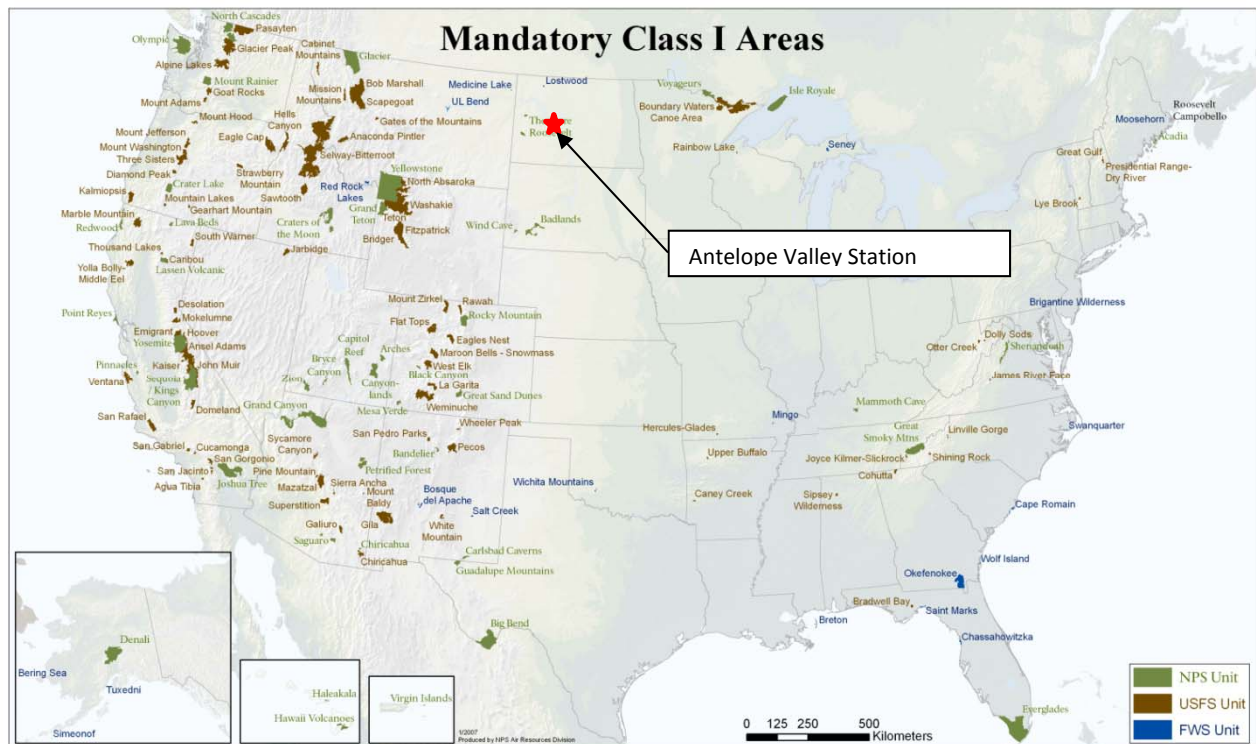 Mandatory Class I Areas
North Cascades
Pasayten
Olympic
Glacier Peak
Alpine Lakes
Cabinet
Mountains
Glacier
Mount Rainier
Goat Rocks
Mount Adams
Mission
Mountains
Bob Marshall
Scapegoat
Medicine Lake
UL Bend
Lostwood
Voyageurs
Isle Royale
Boundary Waters
Canoe Area
Roosevelt
Campobello
Moosehorn
Acadia
Mount Hood
Hells
Canyon
Gates of the Mountains
Mount Jefferson
Eagle Cap
Anaconda Pintler
Rainbow Lake
Seney
Great Gulf
Presidential Range-
Dry River
Mount Washington
Three Sisters
Diamond Peak
Strawberry
Mountain
Selway-Bitterroot
Yellowstone
Red Rock
Lakes
North Absaroka
Washakie
Lye Brook
Kalmiopsis
Crater Lake
Mountain Lakes
Gearhart Mountain
Sawtooth
Grand
Teton
Teton
Fitzpatrick
Bridger
Marble Mountain
Redwood
Lava Beds
Craters of
the Moon
Wind Cave
Badlands
South Warner
Thousand Lakes
Caribou
Jarbidge
Antelope Valley Station
Yolla Bolly-
Middle Eel
Lassen Volcanic
Desolation
Mokelumne
Mount Zirkel
Rawah
Rocky Mountain
Brigantine Wilderness
Point Reyes
Emigrant
Hoover
Yosemite
Ansel Adams
Flat Tops
Eagles Nest
Dolly Sods
Otter Creek
Shenandoah
Pinnacles
Kaiser
John Muir
Capitol
Reef
Arches
Maroon Bells - Snowmass
West Elk
Black Canyon
Bryce
Canyon
Zion
Canyon-
lands
La Garita
Great Sand Dunes
James River Face
Ventana
Sequoia
/ Kings
Canyon
Domeland
Grand Canyon
Mesa Verde
Weminuche
Mammoth Cave
Mingo
San Rafael
Wheeler Peak
Hercules-Glades
Great
Smoky Mtns
Linville Gorge
Swanquarter
San Gabriel
Cucamonga
San Gorgonio
Sycamore
Canyon
San Pedro Parks
Bandelier
Pecos
Upper Buffalo
Joyce Kilmer-Slickrock
Shining Rock
San Jacinto
Agua Tibia
Joshua Tree
Pine Mountain
Mazatzal
Petrified Forest
Cohutta
Sierra Ancha
Mount
Baldy
Bosque
del Apache
Wichita Mountains
Caney Creek
Sipsey
Wilderness
Cape Romain
Superstition
Salt Creek
Galiuro
Gila
White
Mountain
Saguaro
Chiricahua
Chiricahua
Carlsbad Caverns
Guadalupe Mountains
Wolf Island
Okefenokee
Bradwell Bay
Saint Marks
Big Bend
Breton
Chassahowitzka
Denali
Bering Sea
Tuxedni
Simeonof
Haleakala
Hawaii Volcanoes
Virgin Islands
1/2007
Produced by NPS Air Resources Division
0 125 250 500
Kilometers
Everglades
NPS Unit
USFS Unit
FWS Unit